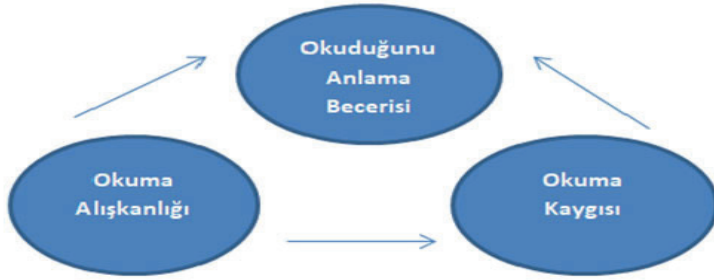 Okuduğunu
Anlama
Becerisi
Okuma
Alışkanlığı
Okuma
Kaygısı